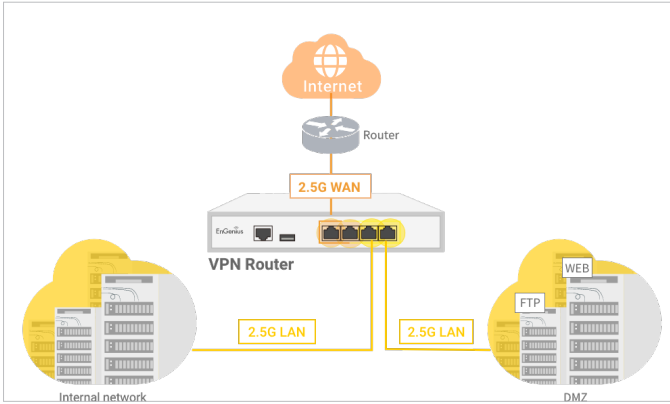 Internet
Router
2.5G WAN
EnGenius
VPN Router
WEB
FTP
2.5G LAN
2.5G LAN
Internal network
DMZ